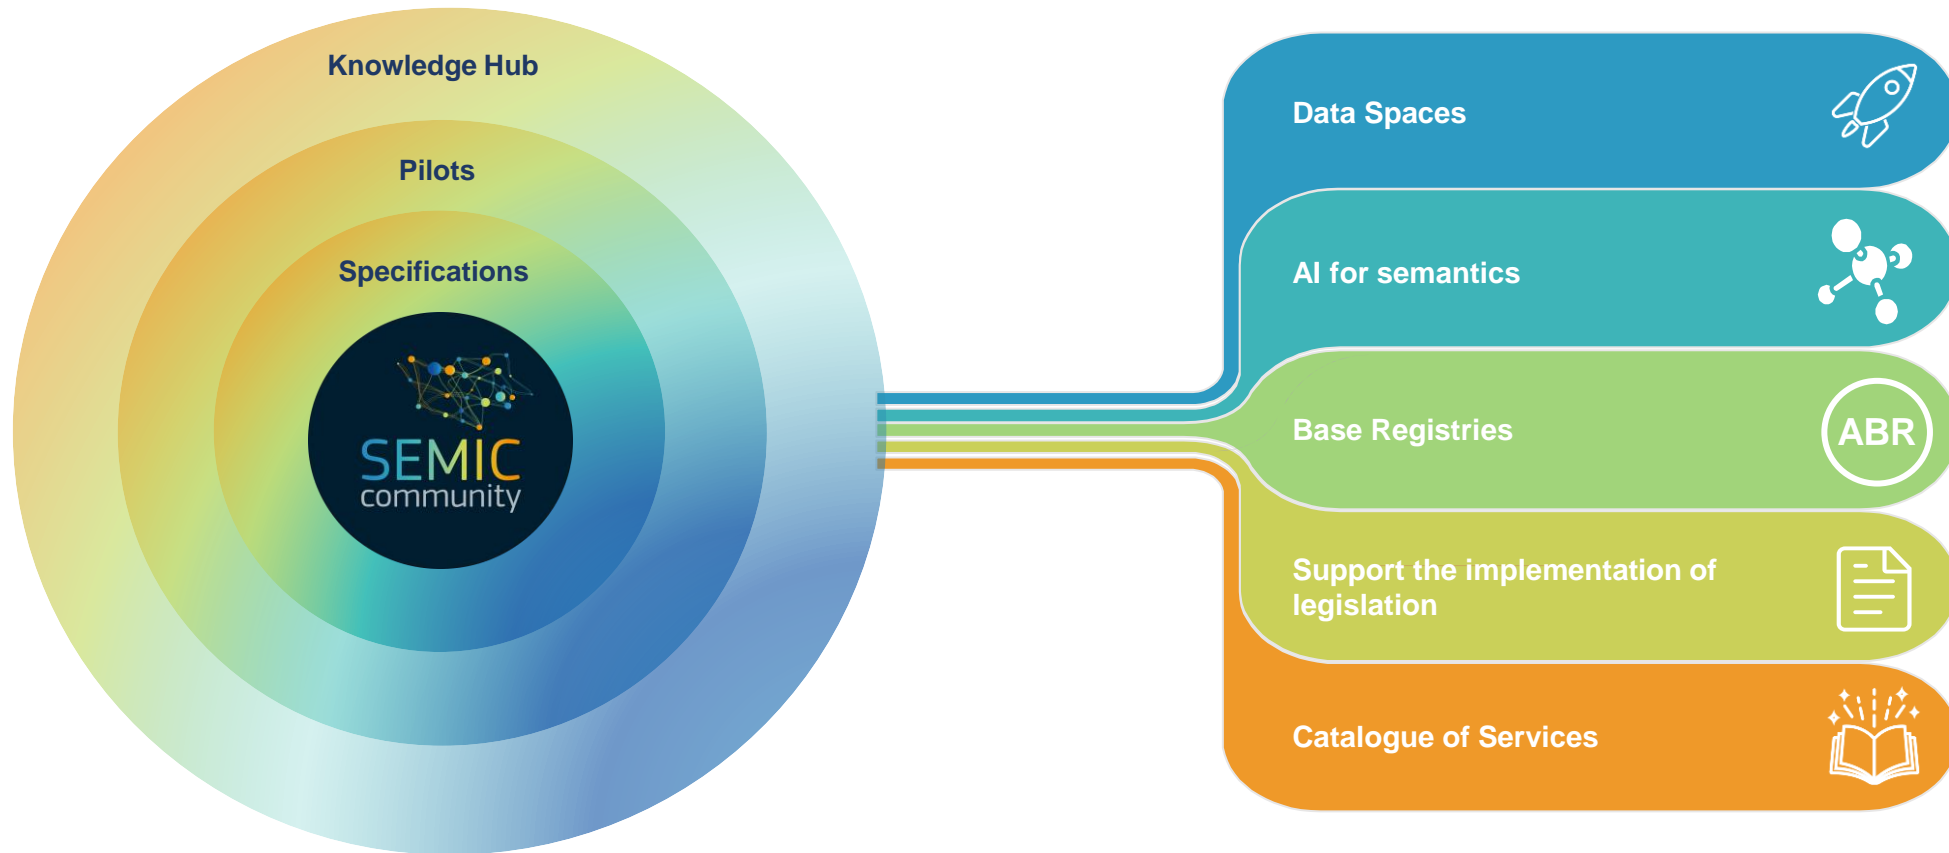 Knowledge Hub
Pilots
Specifications
SEMIC
community
Data Spaces
AI for semantics
Base Registries
ABR
Support the implementation of
legislation
Catalogue of Services